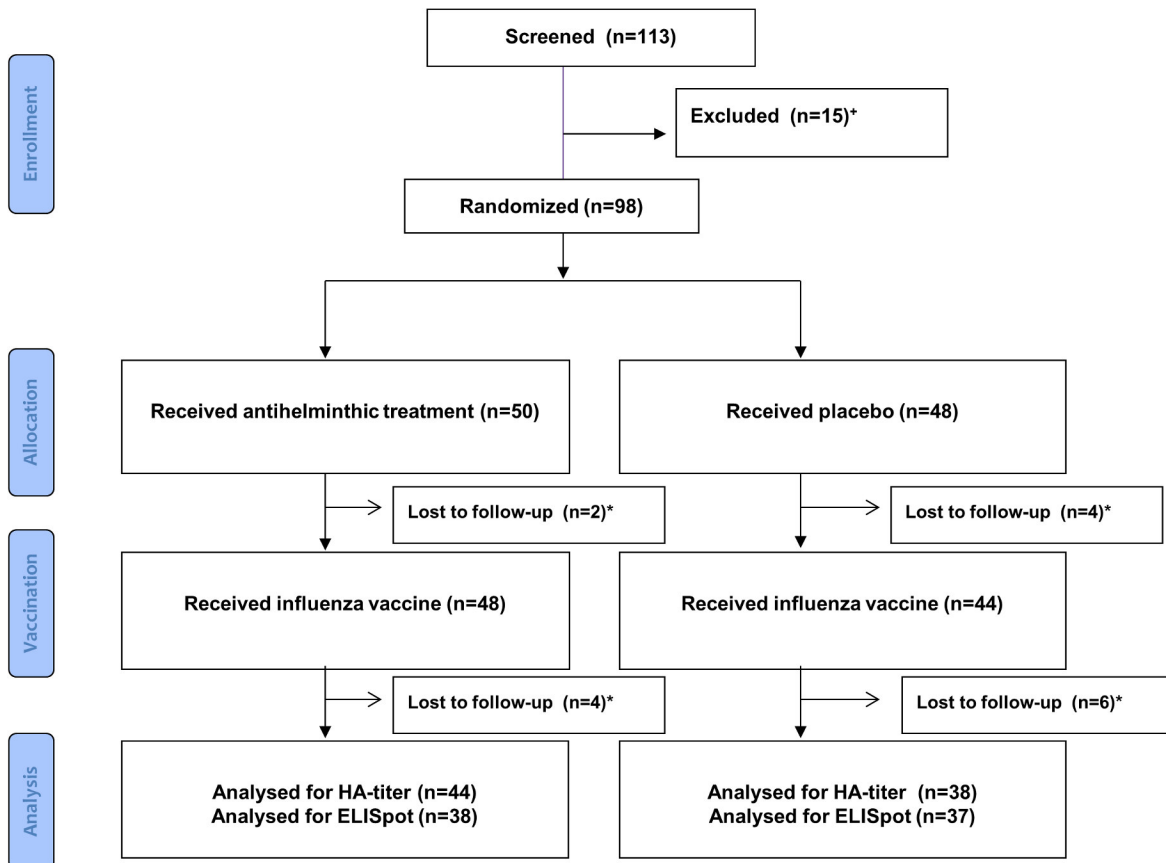 Enrollment
Screened (n=113)
Excluded (n=15)+
Randomized (n=98)
Allocation
Received antihelminthic treatment (n=50)
Received placebo (n=48)
Lost to follow-up (n=2)*
Lost to follow-up (n=4)*
Vaccination
Received influenza vaccine (n=48)
Received influenza vaccine (n=44)
Lost to follow-up (n=4)*
Lost to follow-up (n=6)*
Analysis
Analysed for HA-titer (n=44)
Analysed for ELISpot (n=38)
Analysed for HA-titer (n=38)
Analysed for ELISpot (n=37)